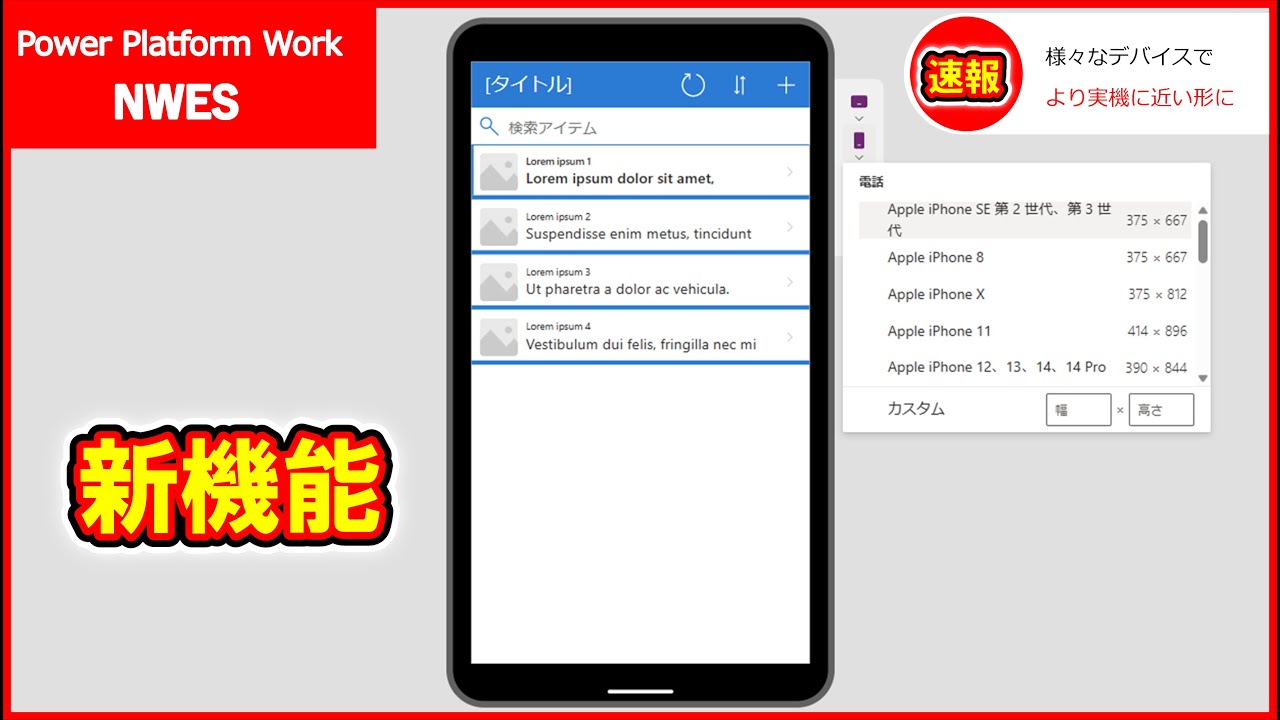 Power Platform Work
NWES
新機能
[タイトル]
検索アイテム
Lorem ipsum 1
Lorem ipsum dolor sit amet,
Lorem ipsum 2
Suspendisse enim metus, tincidunt
Lorem ipsum 3
Ut pharetra a dolor ac vehicula.
Lorem ipsum 4
Vestibulum dui felis, fringilla nec mi
速報
様々なデバイスで
より実機に近い形に
電話
Apple iPhone SE 第 2 世代、第 3 世
代 375 × 667
Apple iPhone 8 375 × 667
Apple iPhone X 375 × 812
Apple iPhone 11 414 × 896
Apple iPhone 12、13、14、14 Pro 390 × 844
カスタム 幅 × 高さ